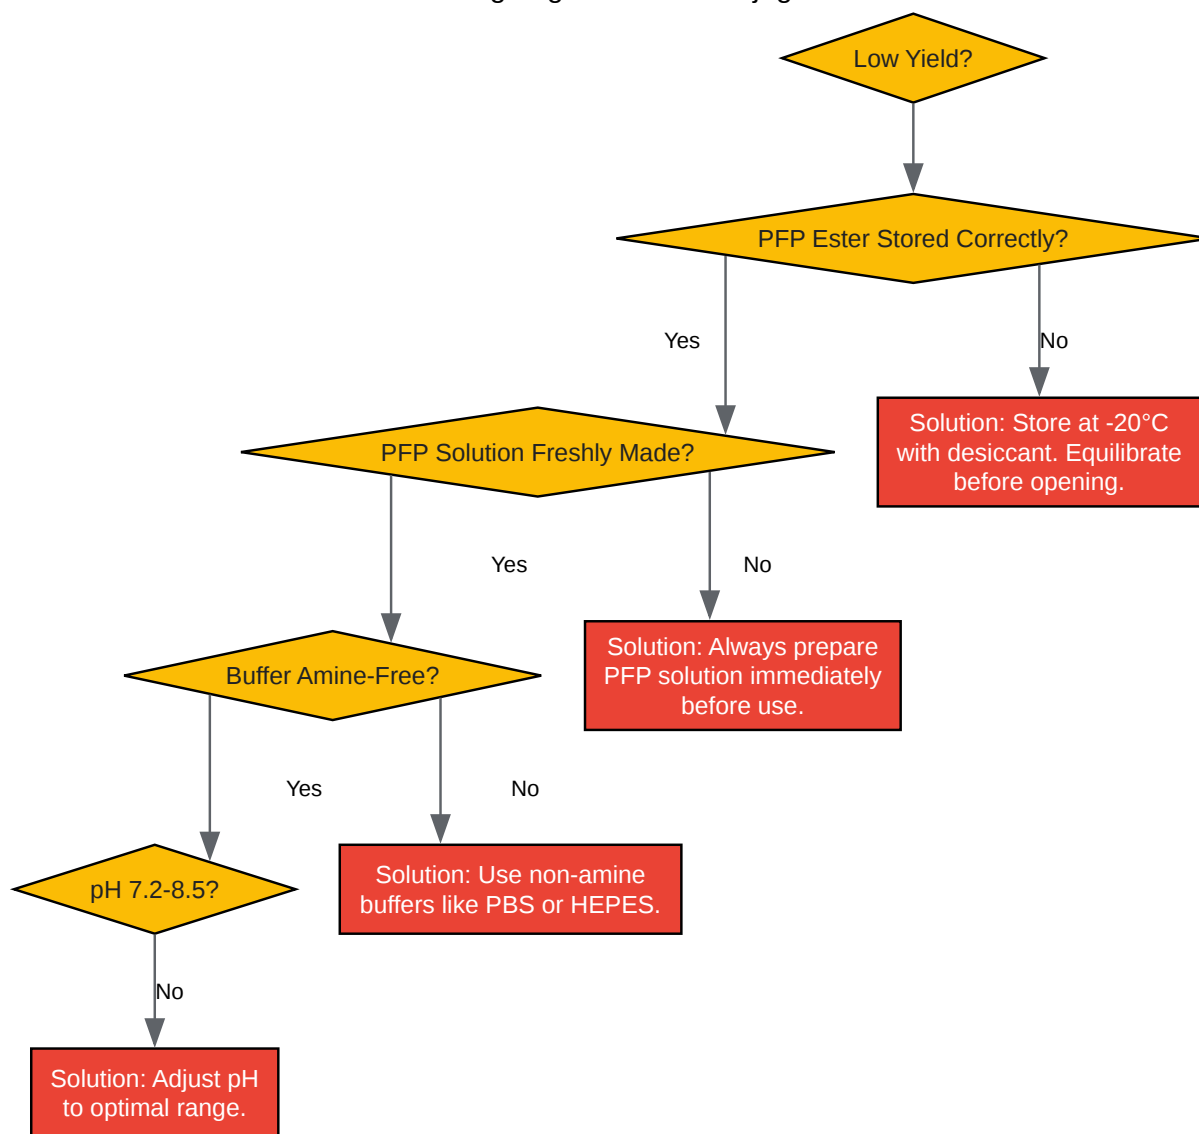 Low Yield?
PFP Ester Stored Correctly?
Yes
No
Solution: Store at -20°C
with desiccant. Equilibrate
before opening.
PFP Solution Freshly Made?
Yes
No
Solution: Always prepare
PFP solution immediately
before use.
Buffer Amine-Free?
Yes
No
Solution: Use non-amine
buffers like PBS or HEPES.
pH 7.2-8.5?
No
Solution: Adjust pH
to optimal range.